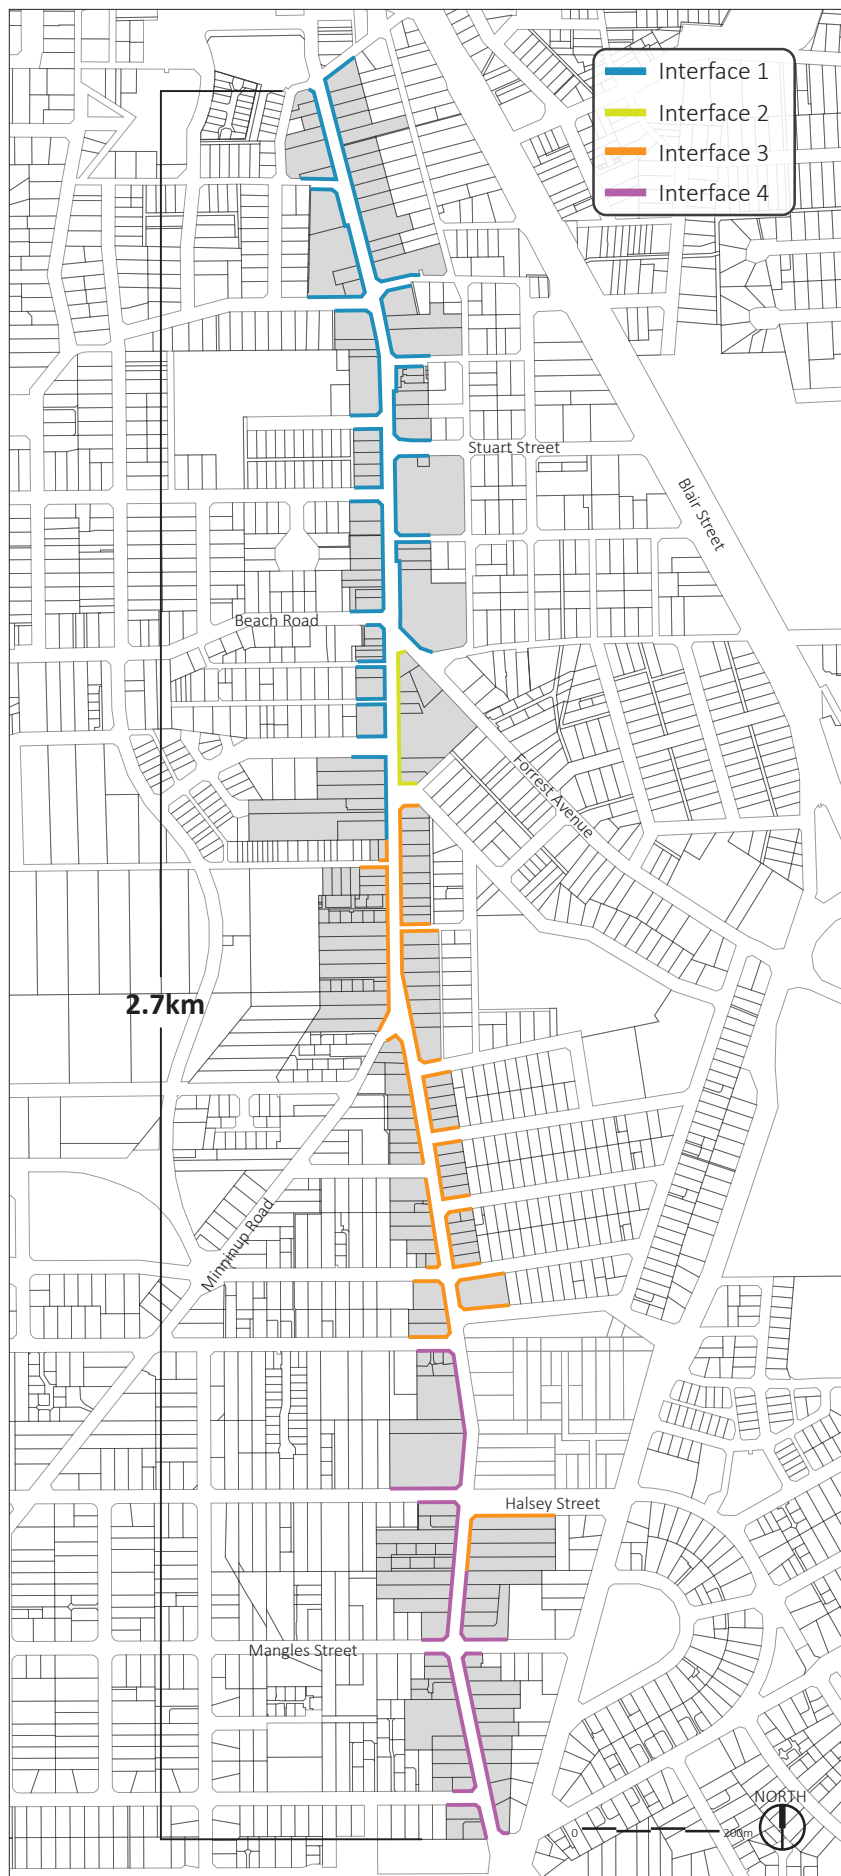 Interface 1
Interface 2
Interface 3
Interface 4
Stuart Street
Blair Street
Beach Road
Forrest Avenue
2.7km
Minninup Road
Halsey Street
Mangles Street
NORTH
0
200m